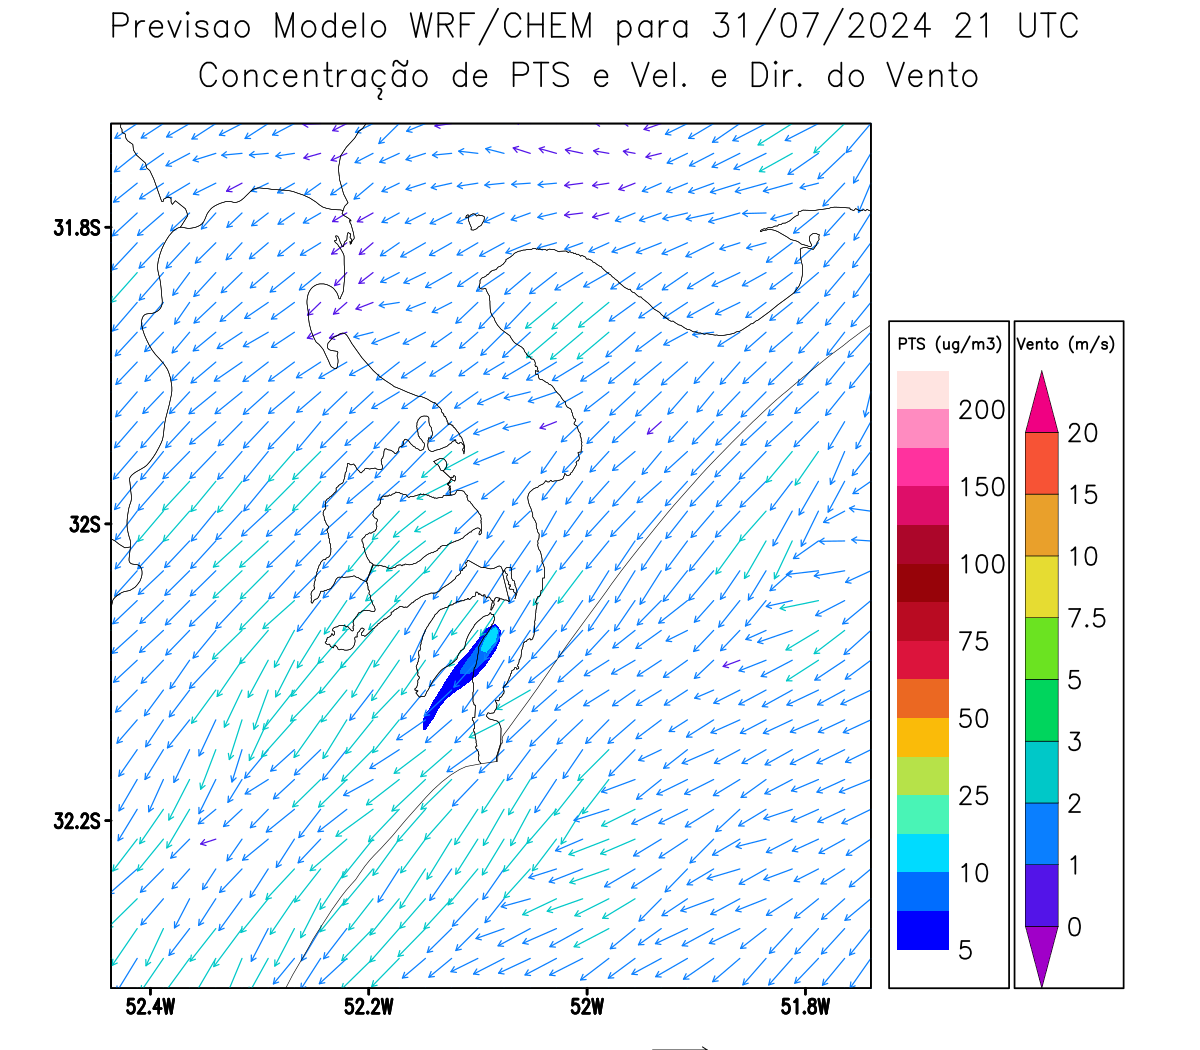 Previsao Modelo WRF/CHEM para 31/07/2024 21 UTC
Concentração de PTS e Vel. e Dir. do Vento
31.8S
32S
32.2S
52.4W 52.2W 52W 51.8W
PTS (ug/m3)
200
150
100
75
50
25
10
5
Vento (m/s)
20
15
10
7.5
5
3
2
1
0